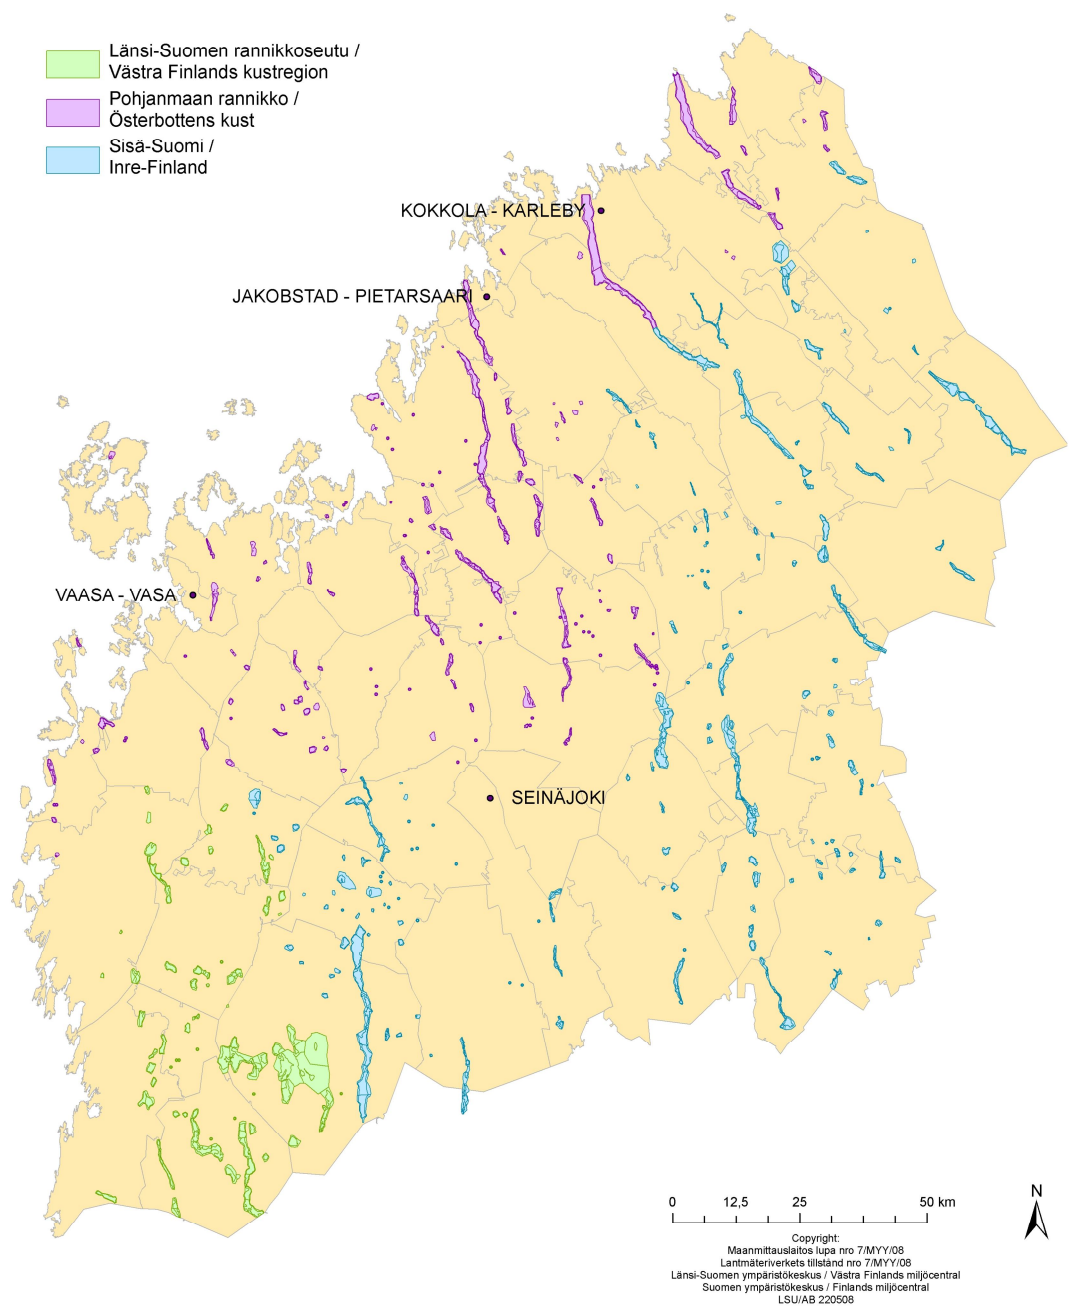 Länsi-Suomen rannikkoseutu /
Västra Finlands kustregion
Pohjanmaan rannikko /
Österbottens kust
Sisä-Suomi /
Inre-Finland
KOKKOLA - KARLEBY
JAKOBSTAD - PIETARSAARI
VAASA - VASA
SEINÄJOKI
0 12,5 25 50 km
N
Copyright:
Maanmittauslaitos lupa nro 7/MYY/08
Lantmäteriverkets tillstånd nro 7/MYY/08
Länsi-Suomen ympäristökeskus / Västra Finlands miljöcentral
Suomen ympäristökeskus / Finlands miljöcentral
LSU/AB 220508